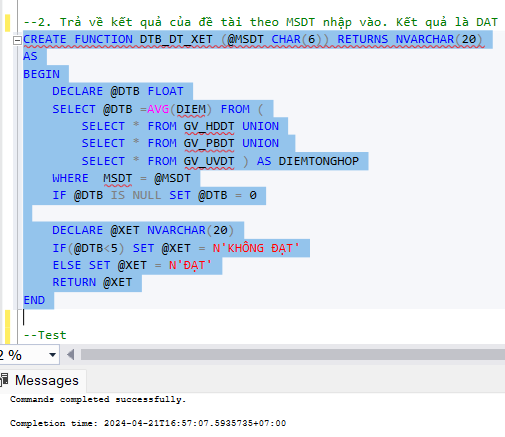 --2. Trả về kết quả của đề tài theo MSDT nhập vào. Kết quả là DAT
CREATE FUNCTION DTB_DT_XET (@MSDT CHAR(6)) RETURNS NVARCHAR(20)
AS
BEGIN
DECLARE @DTB FLOAT
SELECT @DTB =AVG(DIEM) FROM (
SELECT * FROM GV_HDDT UNION
SELECT * FROM GV_PBDT UNION
SELECT * FROM GV_UVDT ) AS DIEMTONGHOP
WHERE MSDT = @MSDT
IF @DTB IS NULL SET @DTB = 0
DECLARE @XET NVARCHAR(20)
IF(@DTB<5) SET @XET = N'KHÔNG ĐẠT'
ELSE SET @XET = N'ĐẠT'
RETURN @XET
END
--Test
2 %
Messages
Commands completed successfully.
Completion time: 2024-04-21T16:57:07.5935735+07:00